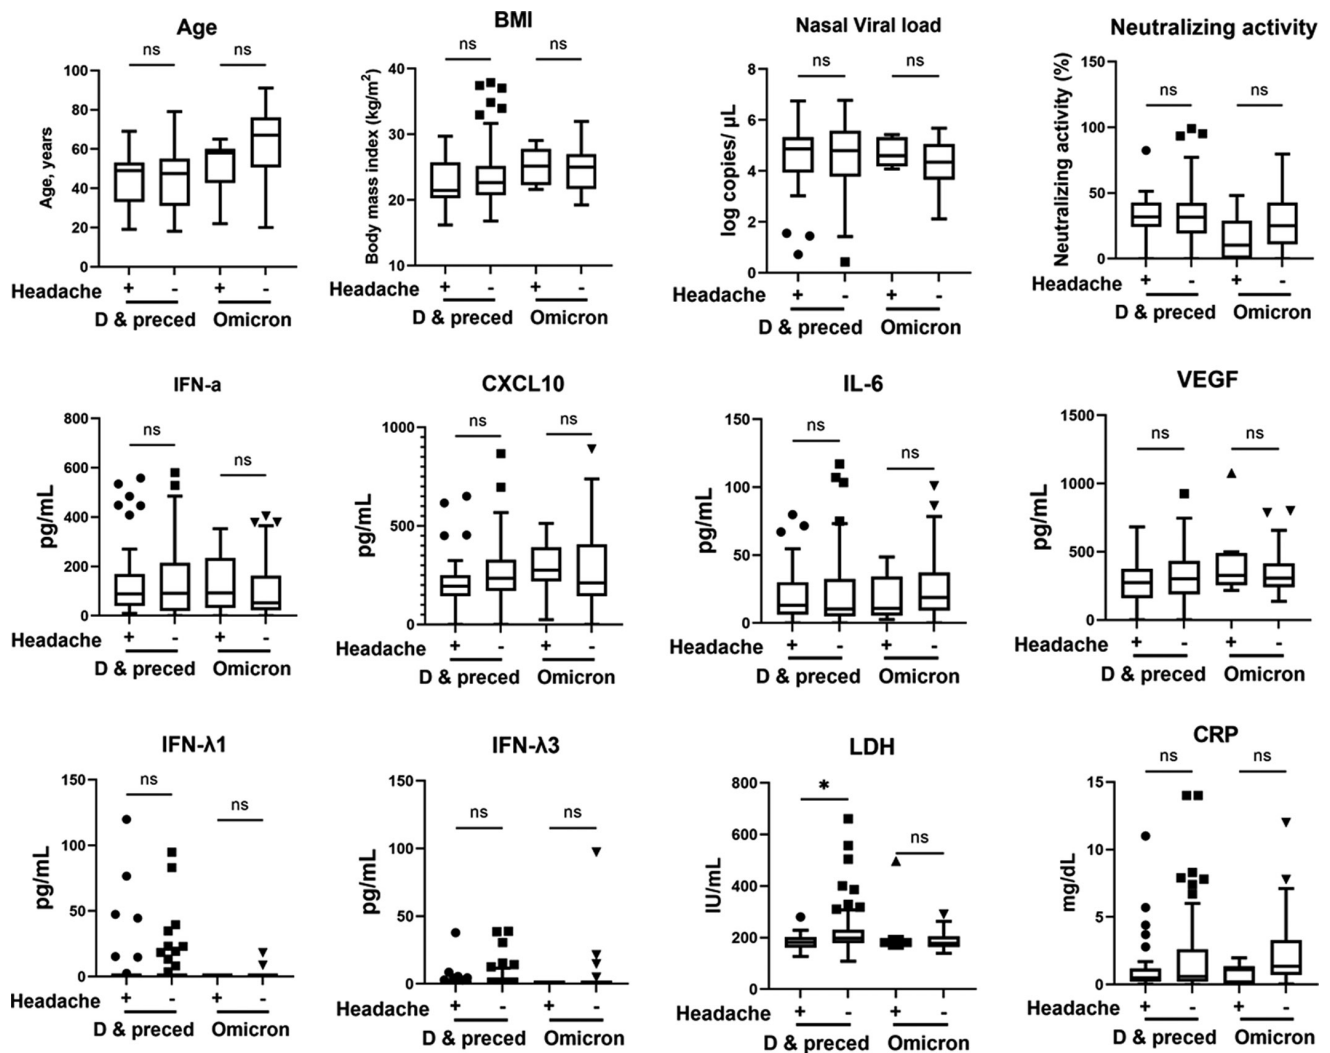 Age
ns ns
Age, years
100
80
60
40
20
0
Headache + - + -
D & preced Omicron
BMI
ns ns
Body mass index (kg/m²)
40
30
20
10
Headache + - + -
D & preced Omicron
Nasal Viral load
ns ns
log copies/ µL
8
6
4
2
0
Headache + - + -
D & preced Omicron
Neutralizing activity
ns ns
Neutralizing activity (%)
150
100
50
0
Headache + - + -
D & preced Omicron
IFN-a
ns ns
pg/mL
800
600
400
200
0
Headache + - + -
D & preced Omicron
CXCL10
ns ns
pg/mL
1000
500
0
Headache + - + -
D & preced Omicron
IL-6
ns ns
pg/mL
150
100
50
0
Headache + - + -
D & preced Omicron
VEGF
ns ns
pg/mL
1500
1000
500
0
Headache + - + -
D & preced Omicron
IFN-λ1
ns ns
pg/mL
150
100
50
0
Headache + - + -
D & preced Omicron
IFN-λ3
ns ns
pg/mL
150
100
50
0
Headache + - + -
D & preced Omicron
LDH
* ns
IU/mL
800
600
400
200
0
Headache + - + -
D & preced Omicron
CRP
ns ns
mg/dL
15
10
5
0
Headache + - + -
D & preced Omicron